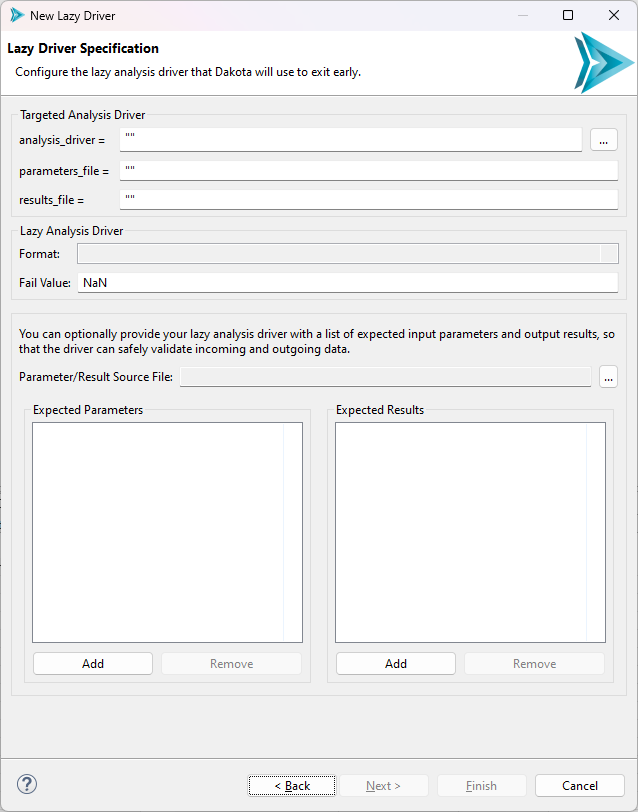 New Lazy Driver
Lazy Driver Specification
Configure the lazy analysis driver that Dakota will use to exit early.
Targeted Analysis Driver
analysis_driver = ""
...
parameters_file = ""
results_file = ""
Lazy Analysis Driver
Format:
Fail Value: NaN
You can optionally provide your lazy analysis driver with a list of expected input parameters and output results, so
that the driver can safely validate incoming and outgoing data.
Parameter/Result Source File:
...
Expected Parameters
Expected Results
Add
Remove
Add
Remove
?
< Back
Next >
Finish
Cancel